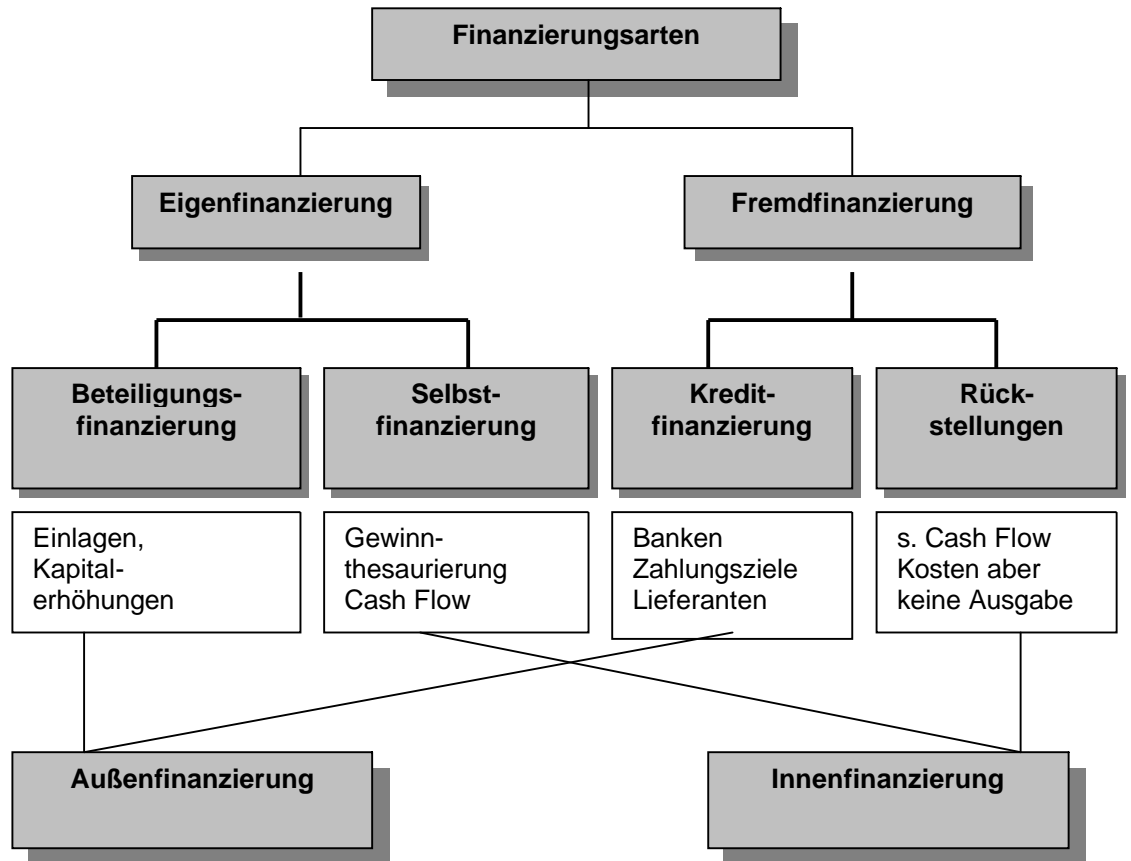 Finanzierungsarten
Eigenfinanzierung
Fremdfinanzierung
Beteiligungs-
finanzierung
Selbst-
finanzierung
Kredit-
finanzierung
Rück-
stellungen
Einlagen,
Kapital-
erhöhungen
Gewinn-
thesaurierung
Cash Flow
Banken
Zahlungsziele
Lieferanten
s. Cash Flow
Kosten aber
keine Ausgabe
Außenfinanzierung
Innenfinanzierung